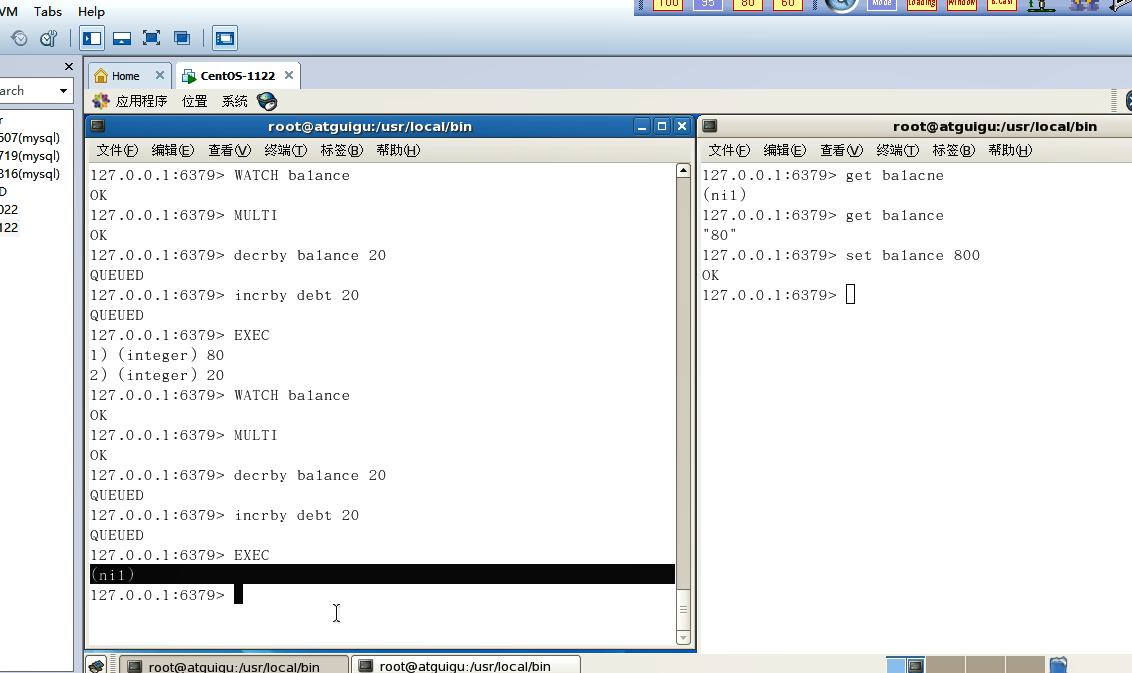 VM Tabs Help
100 95 80 60 Mode Loading Window B.Cast
arch
607(mysql)
719(mysql)
816(mysql)
D
022
122
Home CentOS-1122
应用程序 位置 系统
root@atguigu:/usr/local/bin
文件(F) 编辑(E) 查看(V) 终端(T) 标签(B) 帮助(H)
127.0.0.1:6379> WATCH balance
OK
127.0.0.1:6379> MULTI
OK
127.0.0.1:6379> decrby balance 20
QUEUED
127.0.0.1:6379> incrby debt 20
QUEUED
127.0.0.1:6379> EXEC
1) (integer) 80
2) (integer) 20
127.0.0.1:6379> WATCH balance
OK
127.0.0.1:6379> MULTI
OK
127.0.0.1:6379> decrby balance 20
QUEUED
127.0.0.1:6379> incrby debt 20
QUEUED
127.0.0.1:6379> EXEC
(nil)
127.0.0.1:6379>
root@atguigu:/usr/local/bin
文件(F) 编辑(E) 查看(V) 终端(T) 标签(B) 帮助(H)
127.0.0.1:6379> get balacne
(nil)
127.0.0.1:6379> get balance
"80"
127.0.0.1:6379> set balance 800
OK
127.0.0.1:6379>
root@atguigu:/usr/local/bin
root@atguigu:/usr/local/bin